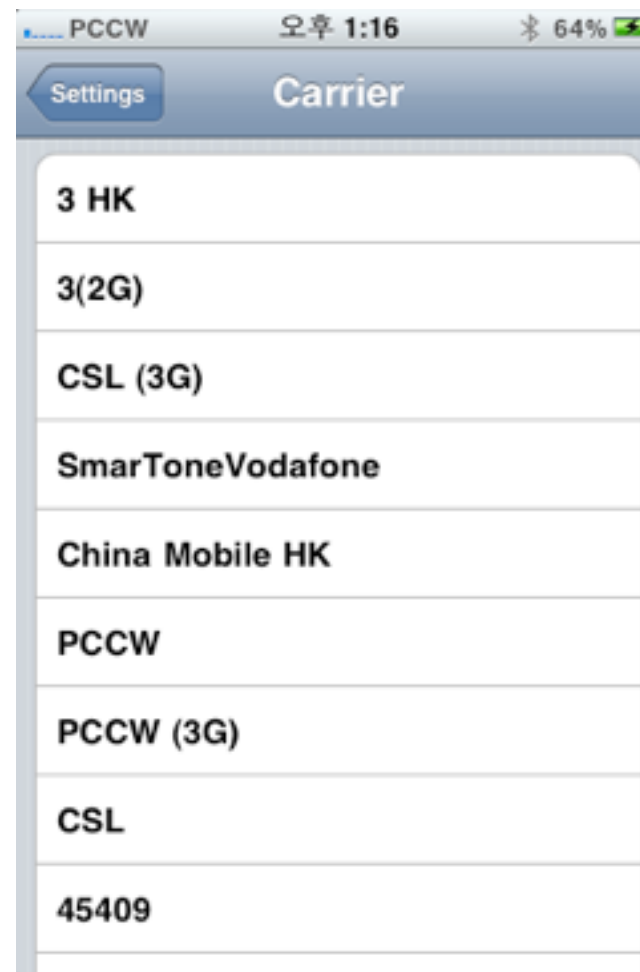 PCCW 오후 1:16 64%
Settings Carrier
3 HK
3(2G)
CSL (3G)
SmarToneVodafone
China Mobile HK
PCCW
PCCW (3G)
CSL
45409